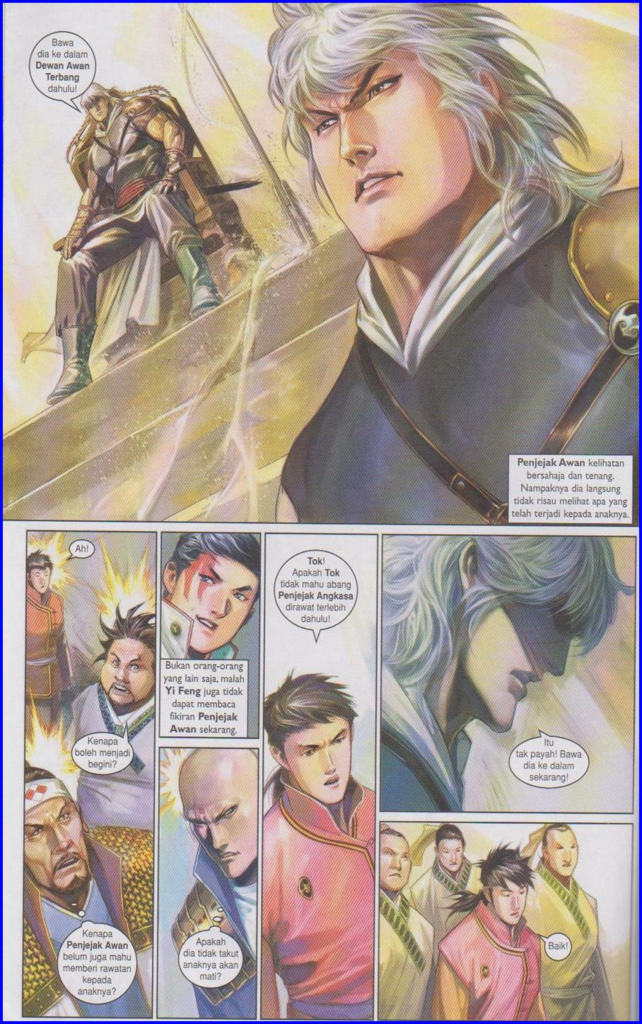 Bawa
dia ke dalam
Dewan Awan
Terbang
dahulu!
Penjejak Awan kelihatan
bersahaja dan tenang.
Nampaknya dia langsung
tidak risau melihat apa yang
telah terjadi kepada anaknya.
Ah!
Kenapa
boleh menjadi
begini?
Kenapa
Penjejak Awan
belum juga mahu
memberi rawatan
kepada
anaknya?
Bukan orang-orang
yang lain saja, malah
Yi Feng juga tidak
dapat membaca
fikiran Penjejak
Awan sekarang.
Apakah
dia tidak takut
anaknya akan
mati?
Tok!
Apakah Tok
tidak mahu abang
Penjejak Angkasa
dirawat terlebih
dahulu!
Itu
tak payah! Bawa
dia ke dalam
sekarang!
Baik!